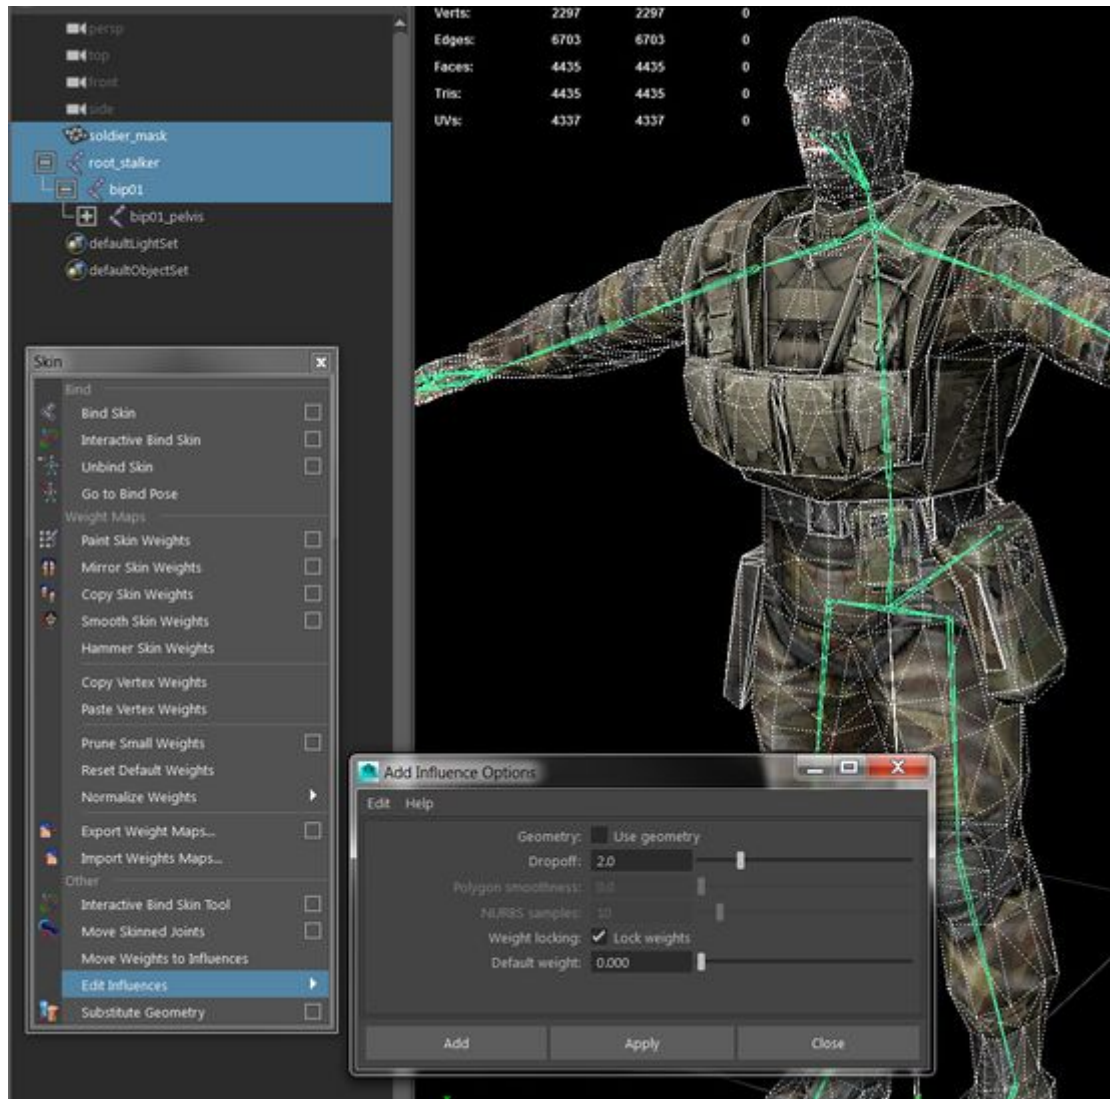 persp
top
front
side
soldier_mask
root_stalker
bip01
bip01_pelvis
defaultLightSet
defaultObjectSet
Verts: 2297 2297 0
Edges: 6703 6703 0
Faces: 4435 4435 0
Tris: 4435 4435 0
UVs: 4337 4337 0
Skin
Bind
Bind Skin
Interactive Bind Skin
Unbind Skin
Go to Bind Pose
Weight Maps
Paint Skin Weights
Mirror Skin Weights
Copy Skin Weights
Smooth Skin Weights
Hammer Skin Weights
Copy Vertex Weights
Paste Vertex Weights
Prune Small Weights
Reset Default Weights
Normalize Weights
Export Weight Maps...
Import Weights Maps...
Other
Interactive Bind Skin Tool
Move Skinned Joints
Move Weights to Influences
Edit Influences
Substitute Geometry
Add Influence Options
Edit Help
Geometry: Use geometry
Dropoff: 2.0
Polygon smoothness: 0.0
NURBS samples: 10
Weight locking: Lock weights
Default weight: 0.000
Add Apply Close